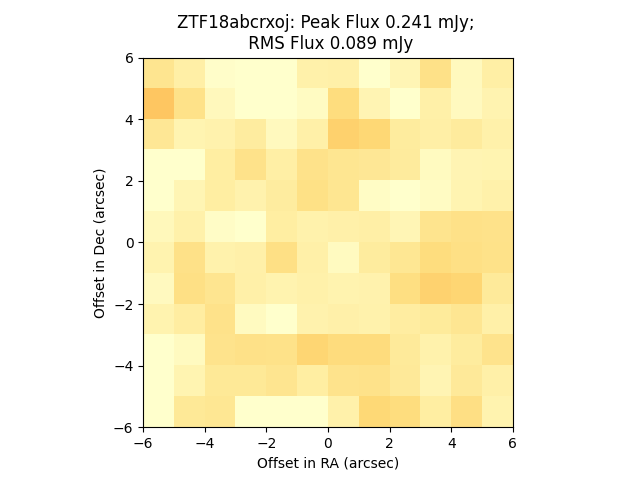 ZTF18abcrxoj: Peak Flux 0.241 mJy;
RMS Flux 0.089 mJy
6
4
2
0
−2
−4
−6
Offset in Dec (arcsec)
−6 −4 −2 0 2 4 6
Offset in RA (arcsec)